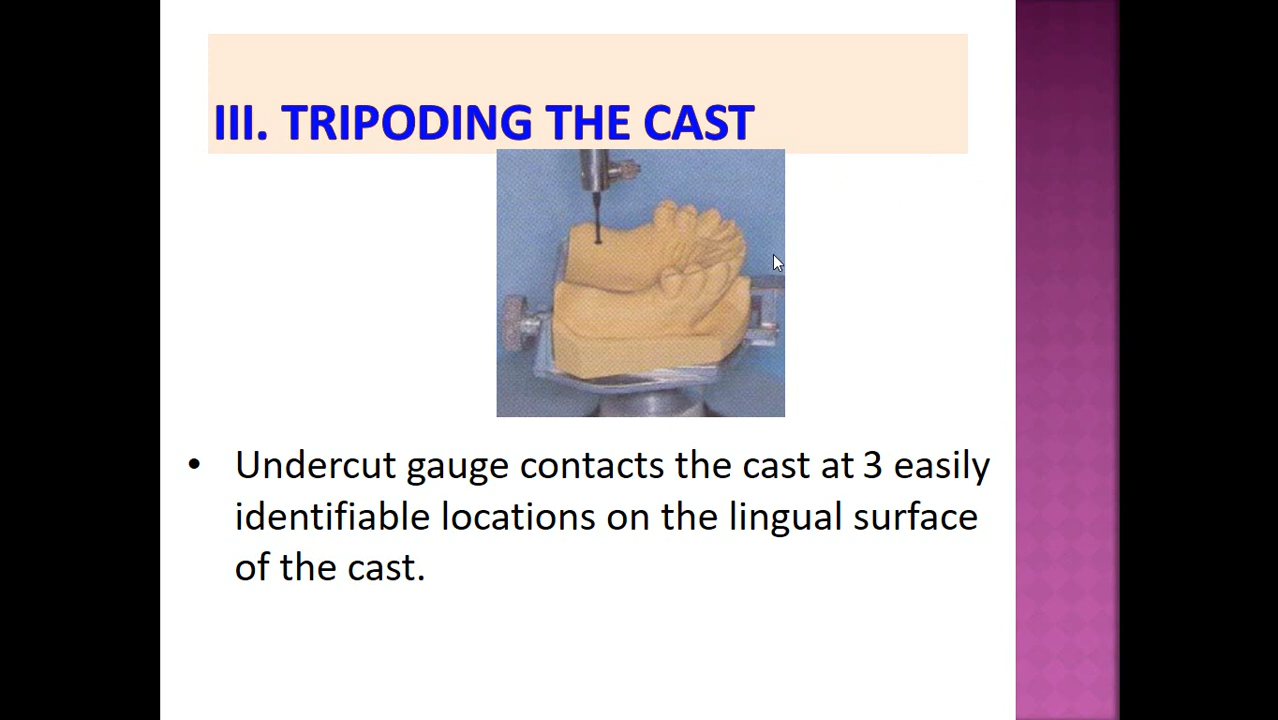 III. TRIPODING THE CAST
• Undercut gauge contacts the cast at 3 easily
identifiable locations on the lingual surface
of the cast.